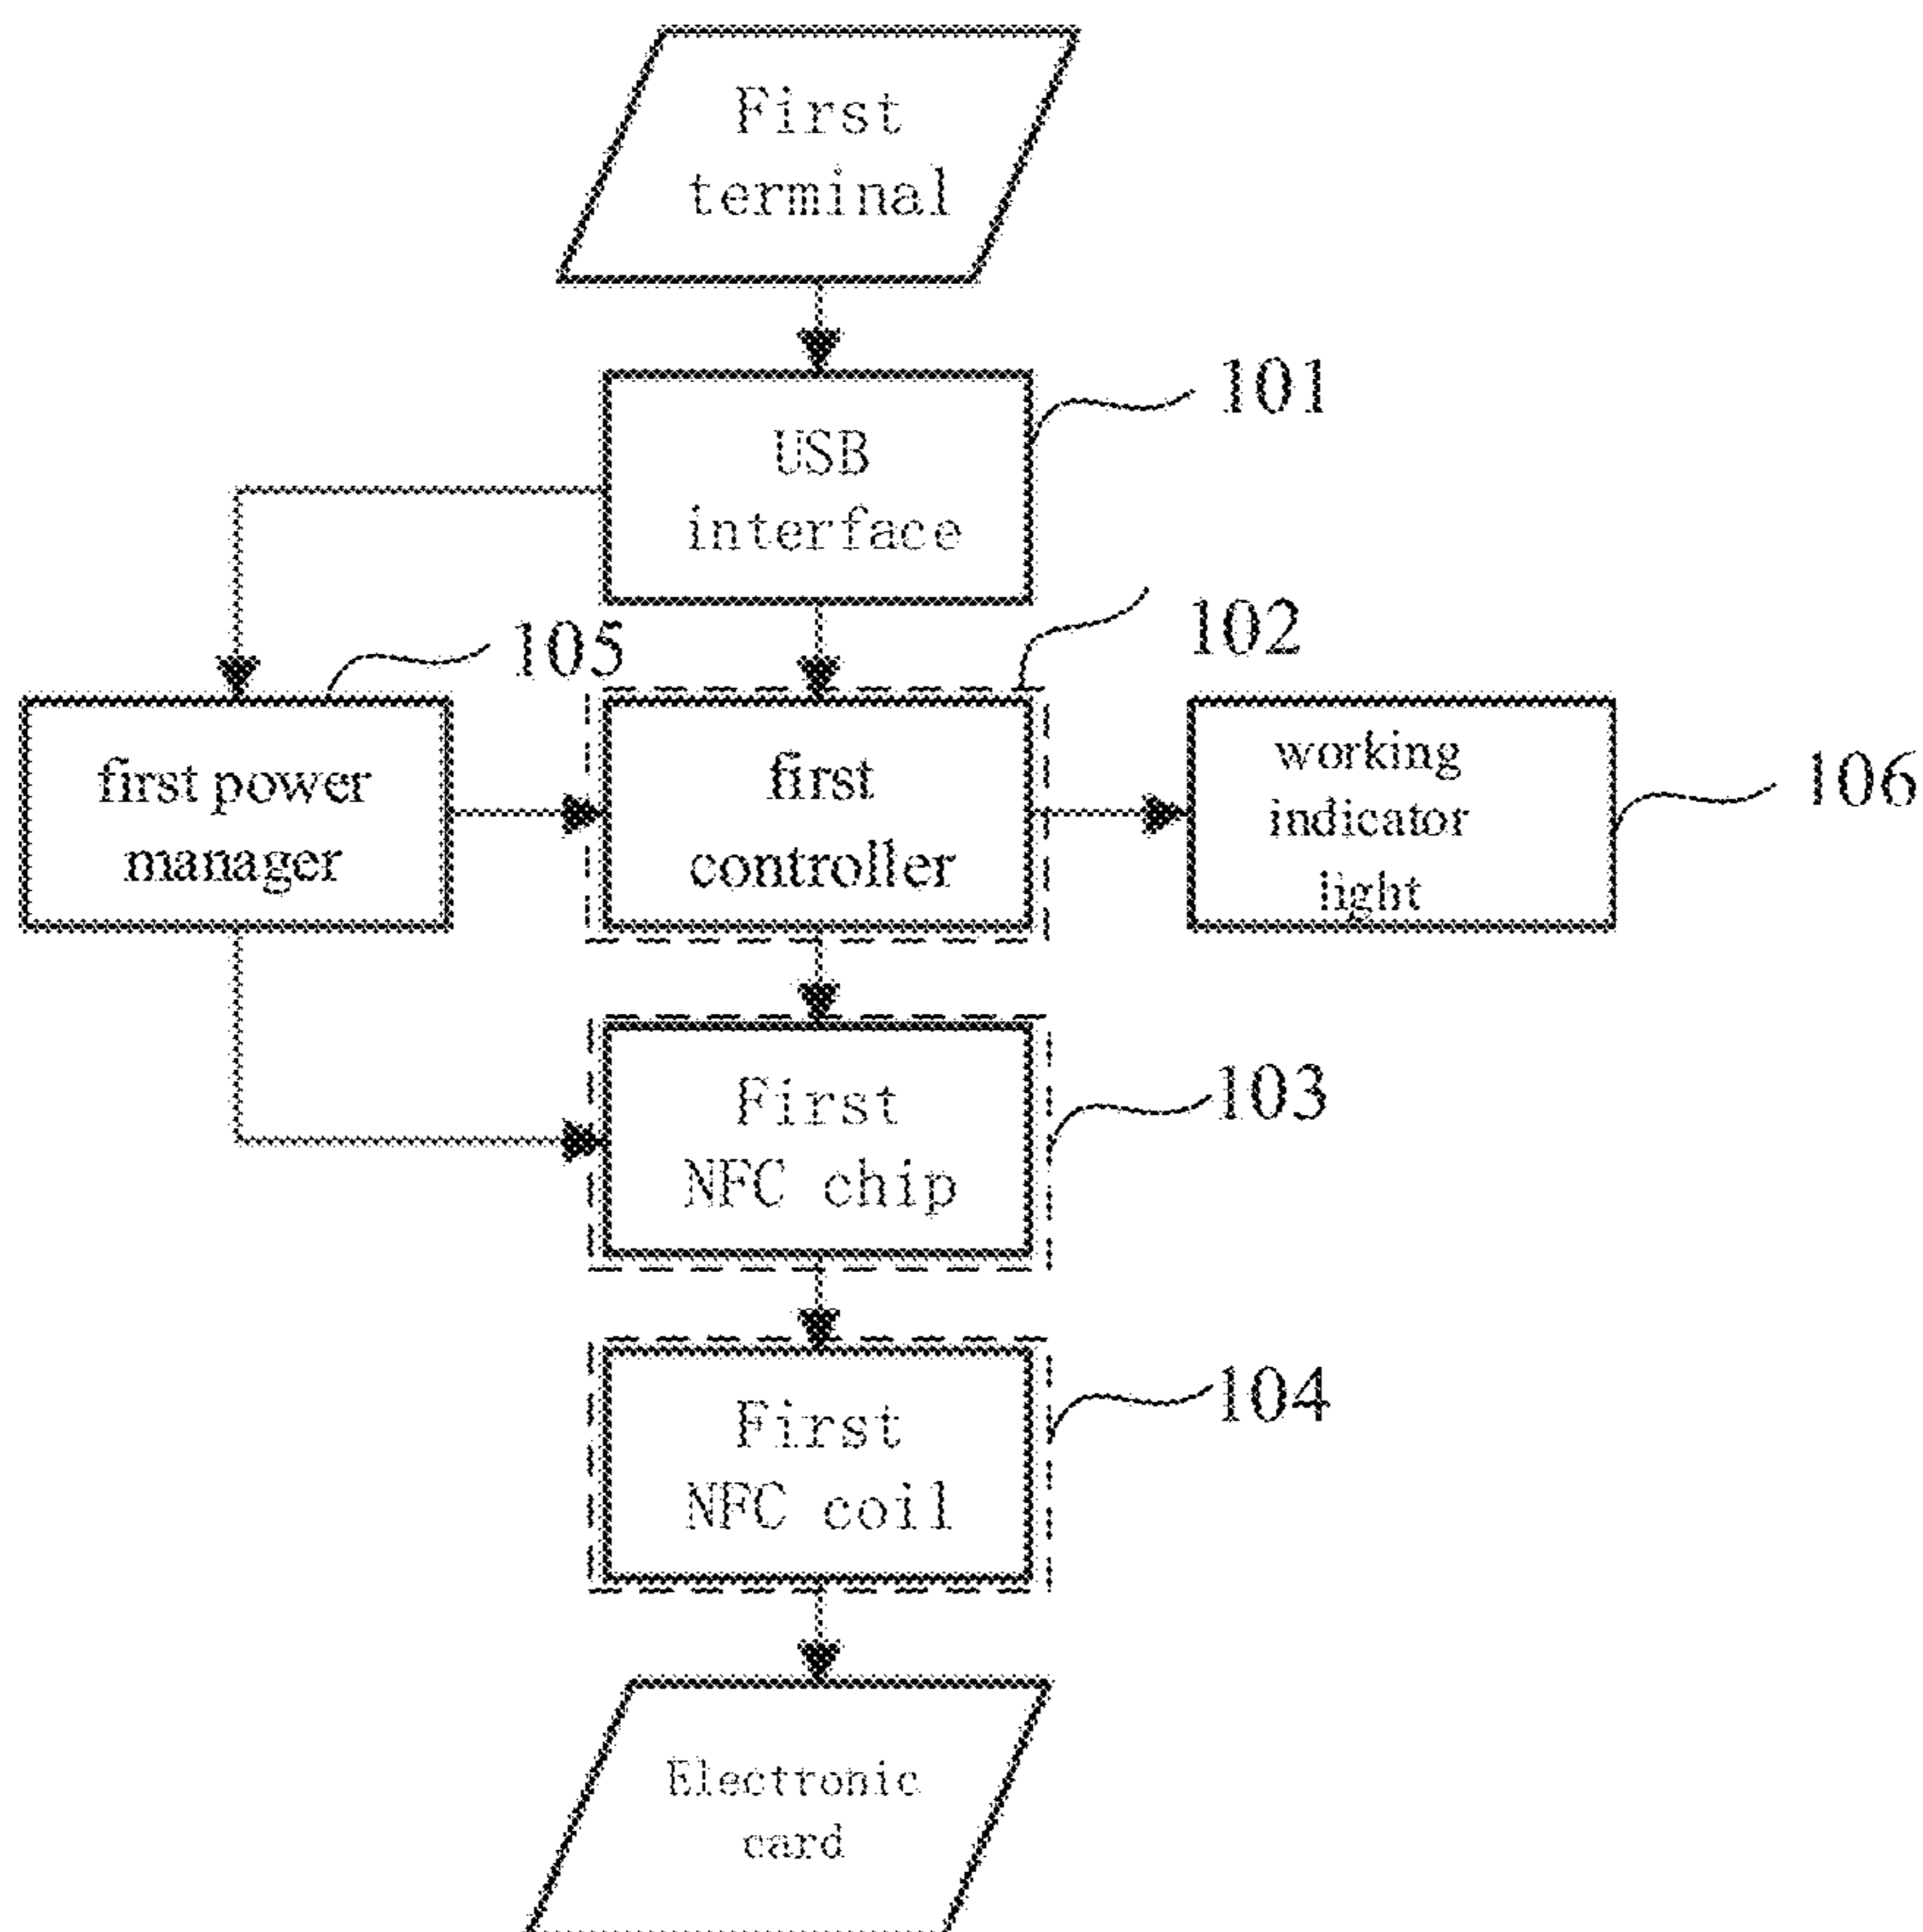 First
terminal
USB
interface
101
102
105
first power
manager
first
controller
working
indicator
light
106
First
NFC chip
103
First
NFC coil
104
Electronic
card